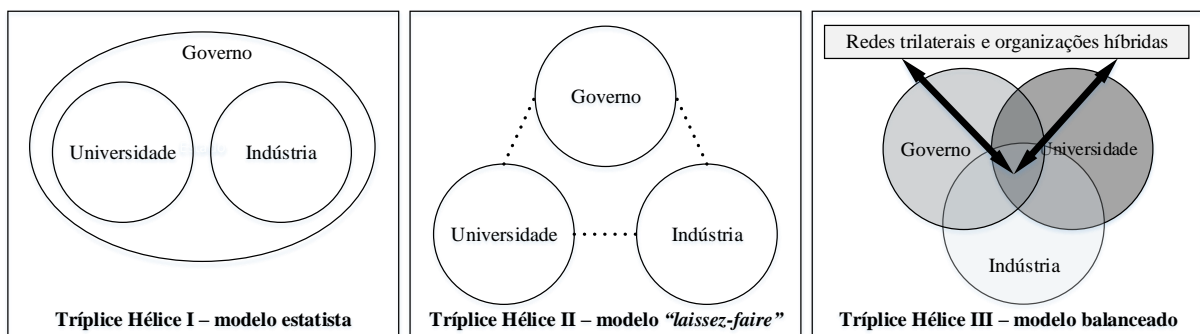 Governo
Universidade
Indústria
Tríplice Hélice I – modelo estatista
Governo
Universidade
Indústria
Tríplice Hélice II – modelo “laissez-faire”
Redes trilaterais e organizações híbridas
Governo
Universidade
Indústria
Tríplice Hélice III – modelo balanceado